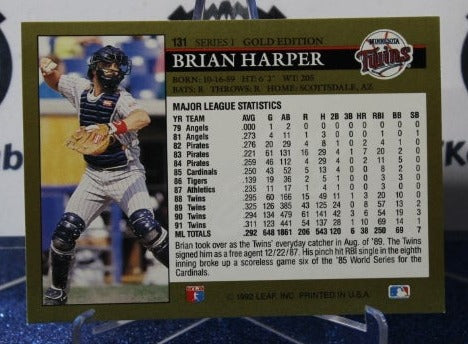 131 SERIES 1 GOLD EDITION
BRIAN HARPER
MINNESOTA
Twins
BORN: 10-16-59 HT: 6' 2" WT: 205
BATS: R THROWS: R HOME: SCOTTSDALE, AZ
MAJOR LEAGUE STATISTICS
YR TEAM AVG G AB R H 2B 3B HR RBI BB SB
79 Angels .000 1 2 0 0 0 0 0 0 0 0
81 Angels .273 4 11 1 3 0 0 0 1 0 1
82 Pirates .276 20 29 4 8 1 0 2 4 1 0
83 Pirates .221 61 131 16 29 4 1 7 20 2 0
84 Pirates .259 46 112 4 29 4 0 2 11 5 0
85 Cardinals .250 43 52 5 13 4 0 0 8 2 0
86 Tigers .139 19 36 2 5 1 0 0 3 3 0
87 Athletics .235 11 17 1 4 1 0 0 3 0 0
88 Twins .295 60 166 15 49 11 1 3 20 10 0
89 Twins .325 126 385 43 125 24 0 8 57 13 2
90 Twins .294 134 479 61 141 42 3 6 54 19 3
91 Twins .311 123 441 54 137 28 1 10 69 14 1
ML TOTALS .292 648 1861 206 543 120 6 38 250 69 7
Brian took over as the Twins' everyday catcher in Aug. of '89. The Twins
signed him as a free agent 12/22/87. His pinch hit RBI single in the eighth
inning broke up a scoreless game six of the '85 World Series for the
Cardinals.
© 1992 LEAF, INC. PRINTED IN U.S.A.